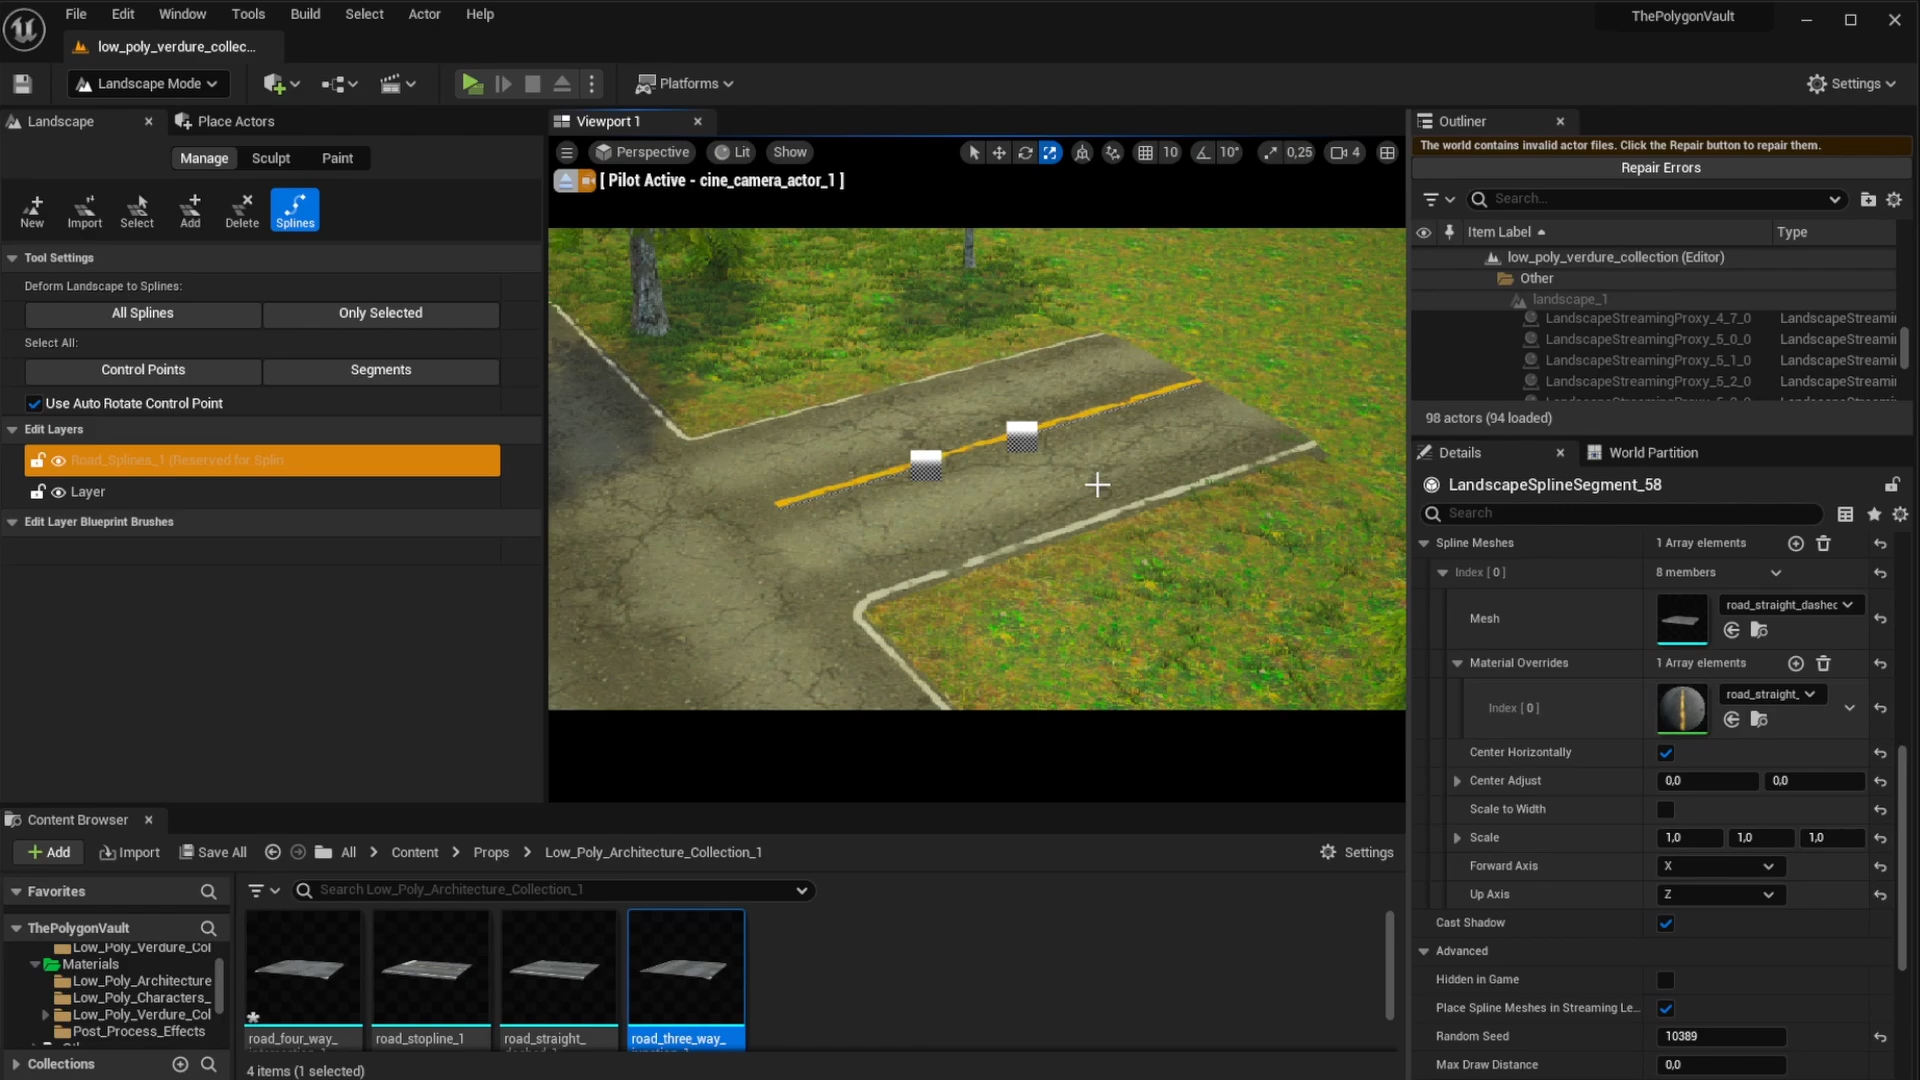 File Edit Window Tools Build Select Actor Help
ThePolygonVault
low_poly_verdure_collec...
Landscape Mode
Platforms
Settings
Landscape
Place Actors
Viewport 1
Outliner
The world contains invalid actor files. Click the Repair button to repair them.
Repair Errors
Manage Sculpt Paint
Perspective Lit Show
10 10° 0,25 4
[ Pilot Active - cine_camera_actor_1 ]
Search...
New Import Select Add Delete Splines
Item Label Type
low_poly_verdure_collection (Editor)
Other
landscape_1
LandscapeStreamingProxy_4_7_0 LandscapeStreami
LandscapeStreamingProxy_5_0_0 LandscapeStreami
LandscapeStreamingProxy_5_1_0 LandscapeStreami
LandscapeStreamingProxy_5_2_0 LandscapeStreami
98 actors (94 loaded)
Tool Settings
Deform Landscape to Splines:
All Splines Only Selected
Select All:
Control Points Segments
Use Auto Rotate Control Point
Edit Layers
Road_Splines_1 (Reserved for Splin
Layer
Edit Layer Blueprint Brushes
Details
World Partition
LandscapeSplineSegment_58
Search
Spline Meshes 1 Array elements
Index [ 0 ] 8 members
Mesh road_straight_dashed
Material Overrides 1 Array elements
Index [ 0 ] road_straight_
Center Horizontally
Center Adjust 0,0 0,0
Scale to Width
Scale 1,0 1,0 1,0
Forward Axis X
Up Axis Z
Cast Shadow
Advanced
Hidden in Game
Place Spline Meshes in Streaming Le...
Random Seed 10389
Max Draw Distance 0,0
Content Browser
Add Import Save All All Content Props Low_Poly_Architecture_Collection_1 Settings
Favorites
Search Low_Poly_Architecture_Collection_1
ThePolygonVault
Low_Poly_Verdure_Col
Materials
Low_Poly_Architecture
Low_Poly_Characters_
Low_Poly_Verdure_Col
Post_Process_Effects
Collections
road_four_way_
road_stopline_1
road_straight_
road_three_way_
4 items (1 selected)